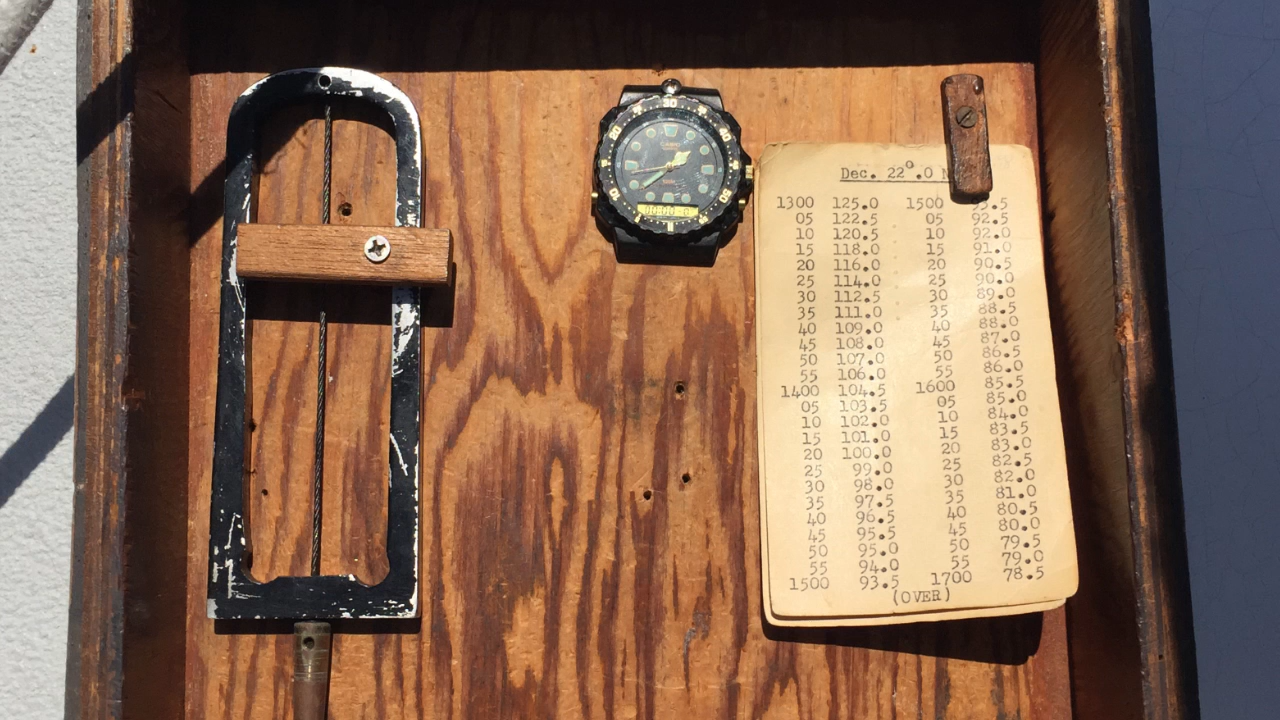 CASIO
30
20
40
10
50
Dec. 22°.0 N
1300 125.0 1500 93.5
05 122.5 05 92.5
10 120.5 10 92.0
15 118.0 15 91.0
20 116.0 20 90.5
25 114.0 25 90.0
30 112.5 30 89.0
35 111.0 35 88.5
40 109.0 40 88.0
45 108.0 45 87.0
50 107.0 50 86.5
55 106.0 55 86.0
1400 104.5 1600 85.5
05 103.5 05 85.0
10 102.0 10 84.0
15 101.0 15 83.5
20 100.0 20 83.0
25 99.0 25 82.5
30 98.0 30 82.0
35 97.5 35 81.0
40 96.5 40 80.5
45 95.5 45 80.0
50 95.0 50 79.5
55 94.0 55 79.0
1500 93.5 1700 78.5
(OVER)